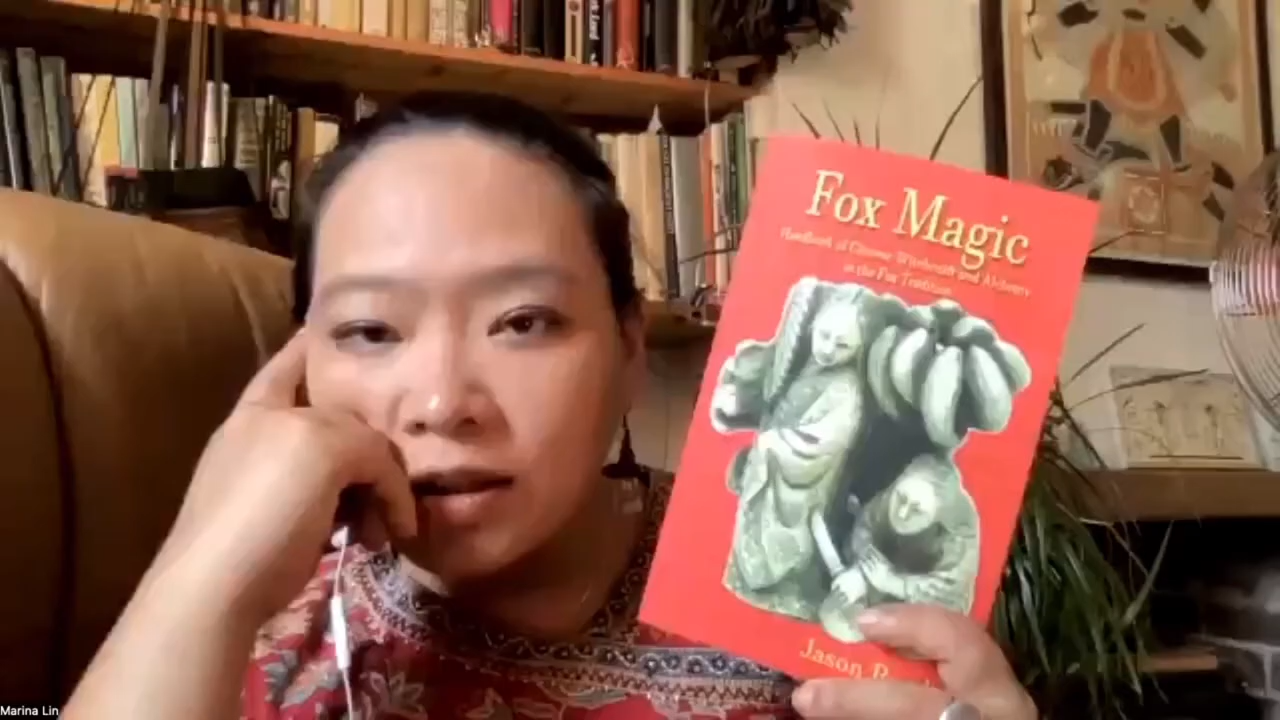 Fox Magic
Handbook of Chinese Witchcraft and Alchemy
in the Fox Tradition
Jason R
Marina Lin